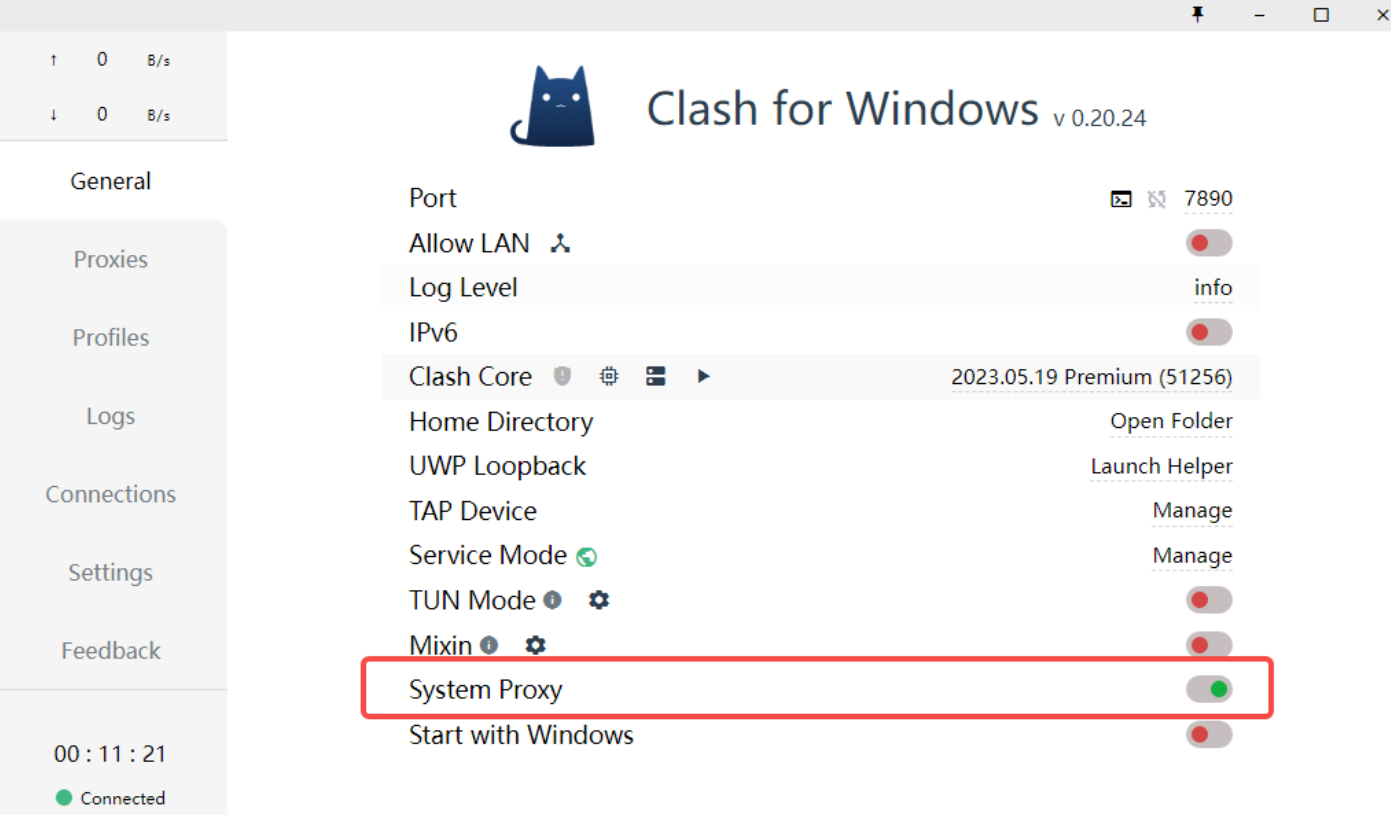 ↑ 0 B/s
↓ 0 B/s
General
Proxies
Profiles
Logs
Connections
Settings
Feedback
00 : 11 : 21
Connected
Clash for Windows v 0.20.24
Port 7890
Allow LAN
Log Level info
IPv6
Clash Core 2023.05.19 Premium (51256)
Home Directory Open Folder
UWP Loopback Launch Helper
TAP Device Manage
Service Mode Manage
TUN Mode
Mixin
System Proxy
Start with Windows